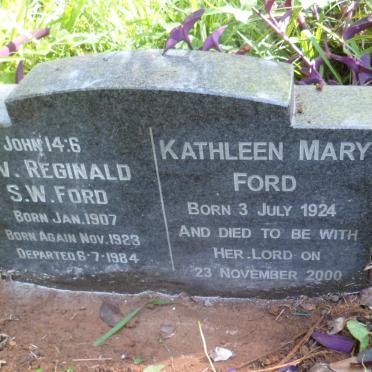 John 14:6
V. Reginald
S.W. Ford
Born Jan. 1907
Born Again Nov. 1923
Departed 6-7-1984
Kathleen Mary
Ford
Born 3 July 1924
And died to be with
Her Lord on
23 November 2000